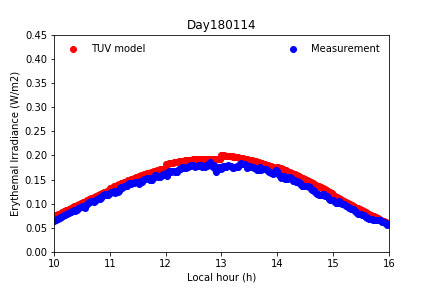 Day180114
TUV model
Measurement
Erythemal Irradiance (W/m2)
0.45
0.40
0.35
0.30
0.25
0.20
0.15
0.10
0.05
0.00
10 11 12 13 14 15 16
Local hour (h)